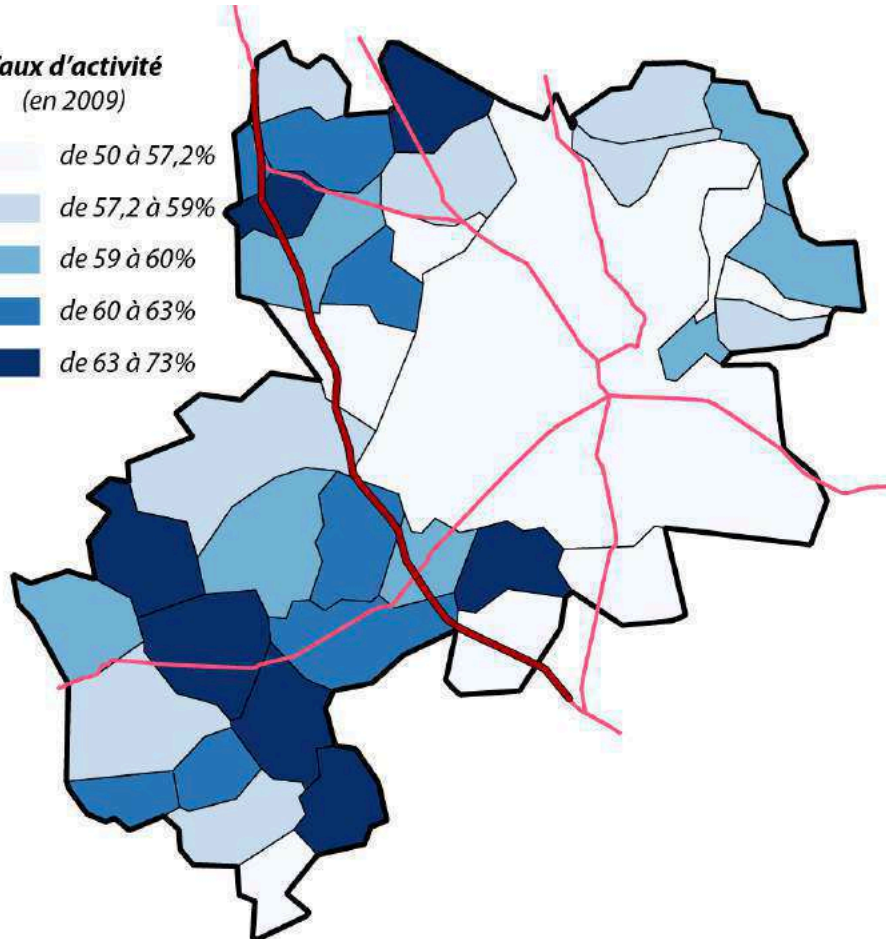 aux d'activité
(en 2009)
de 50 à 57,2%
de 57,2 à 59%
de 59 à 60%
de 60 à 63%
de 63 à 73%